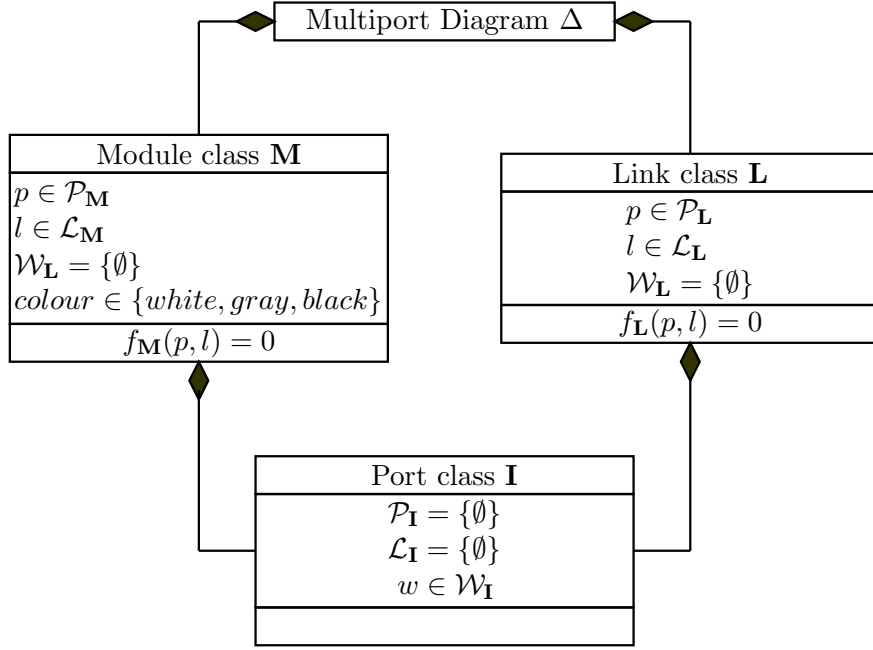 Multiport Diagram Δ
Module class M
p ∈ 𝒫_M
l ∈ ℒ_M
𝒲_L = {∅}
colour ∈ {white, gray, black}
f_M(p, l) = 0
Link class L
p ∈ 𝒫_L
l ∈ ℒ_L
𝒲_L = {∅}
f_L(p, l) = 0
Port class I
𝒫_I = {∅}
ℒ_I = {∅}
w ∈ 𝒲_I